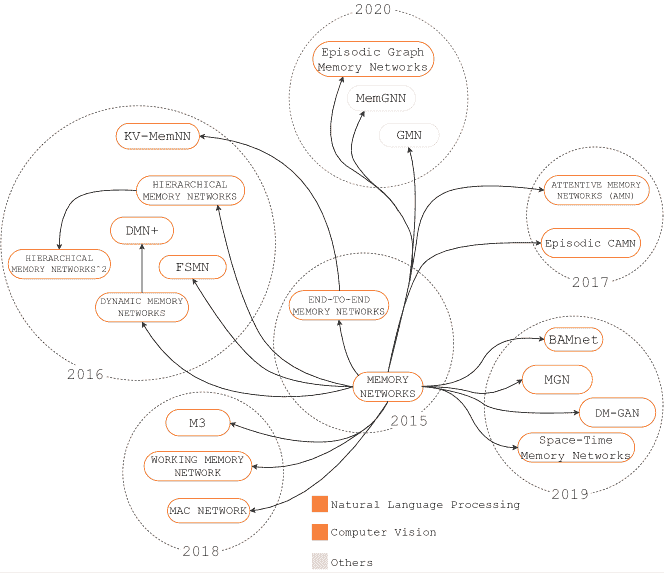 2020
Episodic Graph
Memory Networks
MemGNN
GMN
KV-MemNN
HIERARCHICAL
MEMORY NETWORKS
DMN+
HIERARCHICAL
MEMORY NETWORKSˆ2
FSMN
DYNAMIC MEMORY
NETWORKS
2016
END-TO-END
MEMORY NETWORKS
MEMORY
NETWORKS
2015
ATTENTIVE MEMORY
NETWORKS (AMN)
Episodic CAMN
2017
BAMnet
MGN
DM-GAN
Space-Time
Memory Networks
2019
M3
WORKING MEMORY
NETWORK
MAC NETWORK
2018
Natural Language Processing
Computer Vision
Others